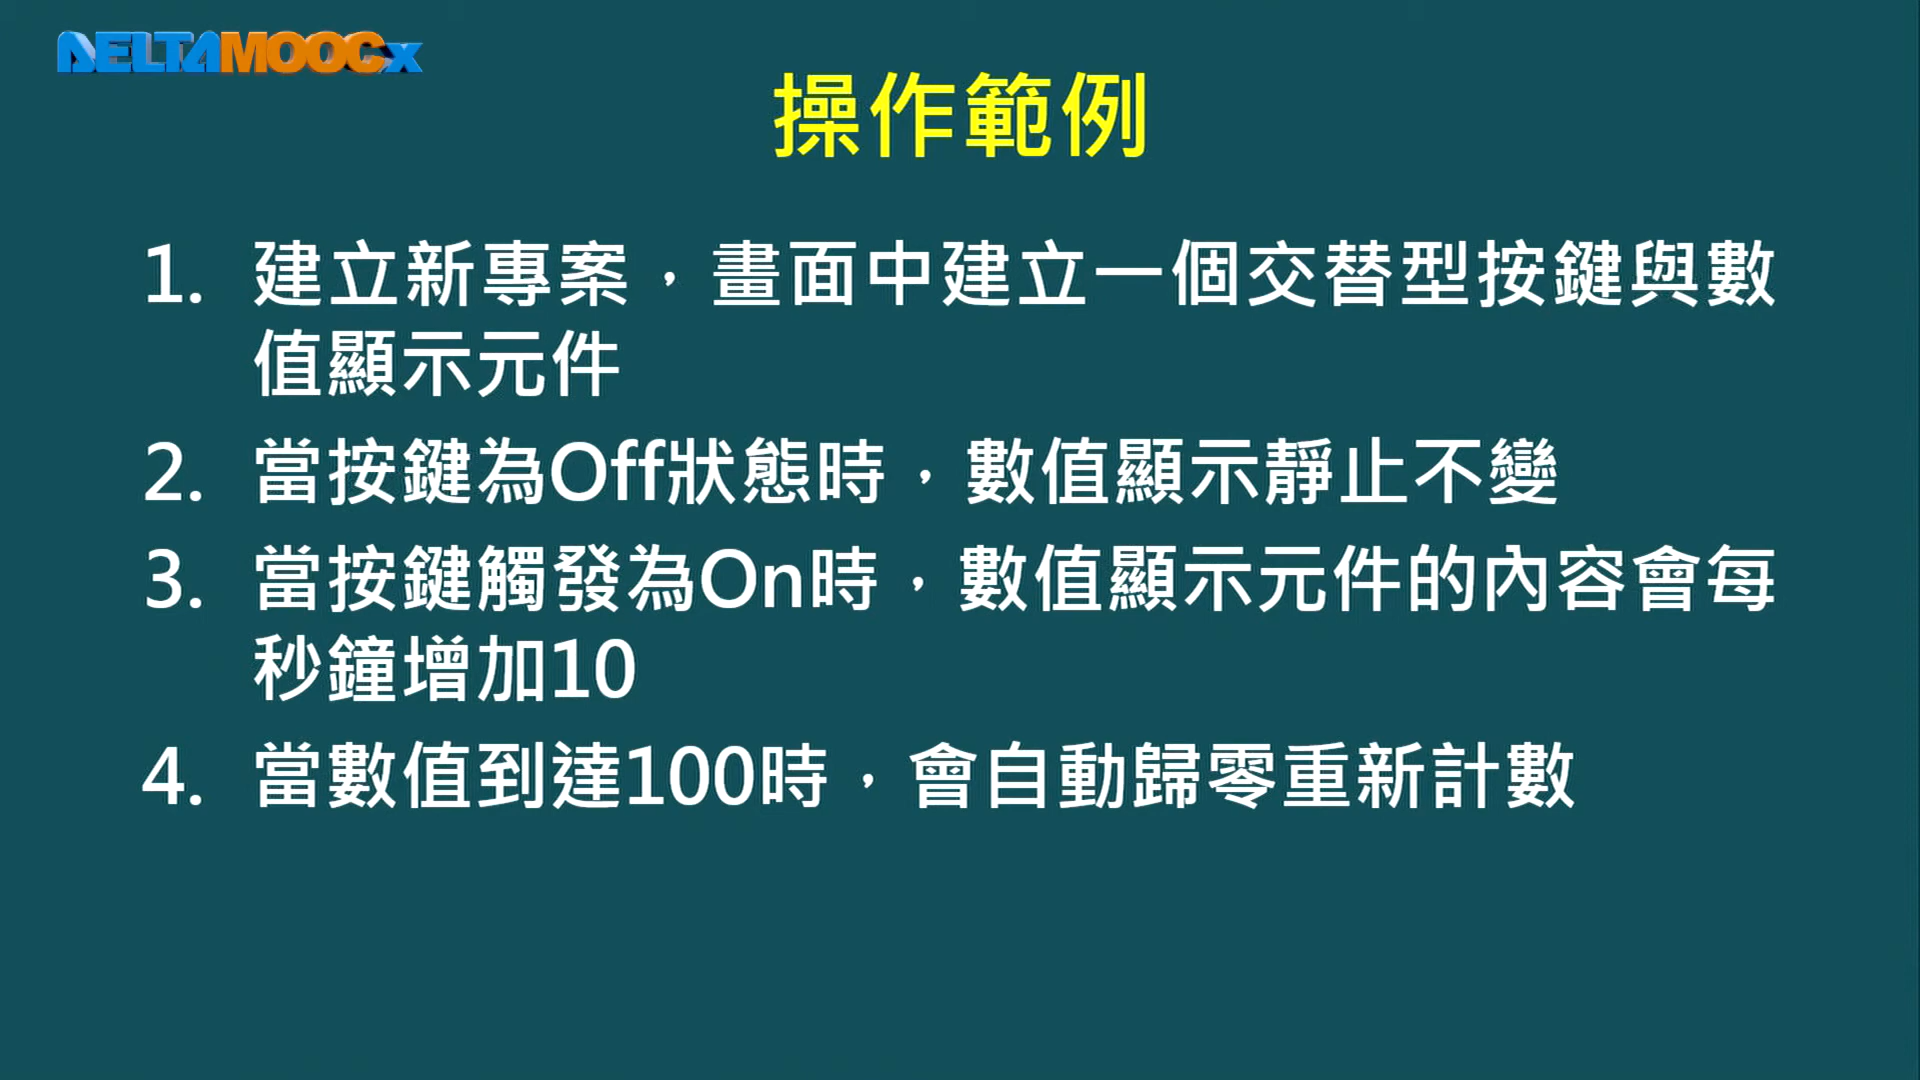 DELTAMOOCx
操作範例
1. 建立新專案，畫面中建立一個交替型按鍵與數
值顯示元件
2. 當按鍵為Off狀態時，數值顯示靜止不變
3. 當按鍵觸發為On時，數值顯示元件的內容會每
秒鐘增加10
4. 當數值到達100時，會自動歸零重新計數